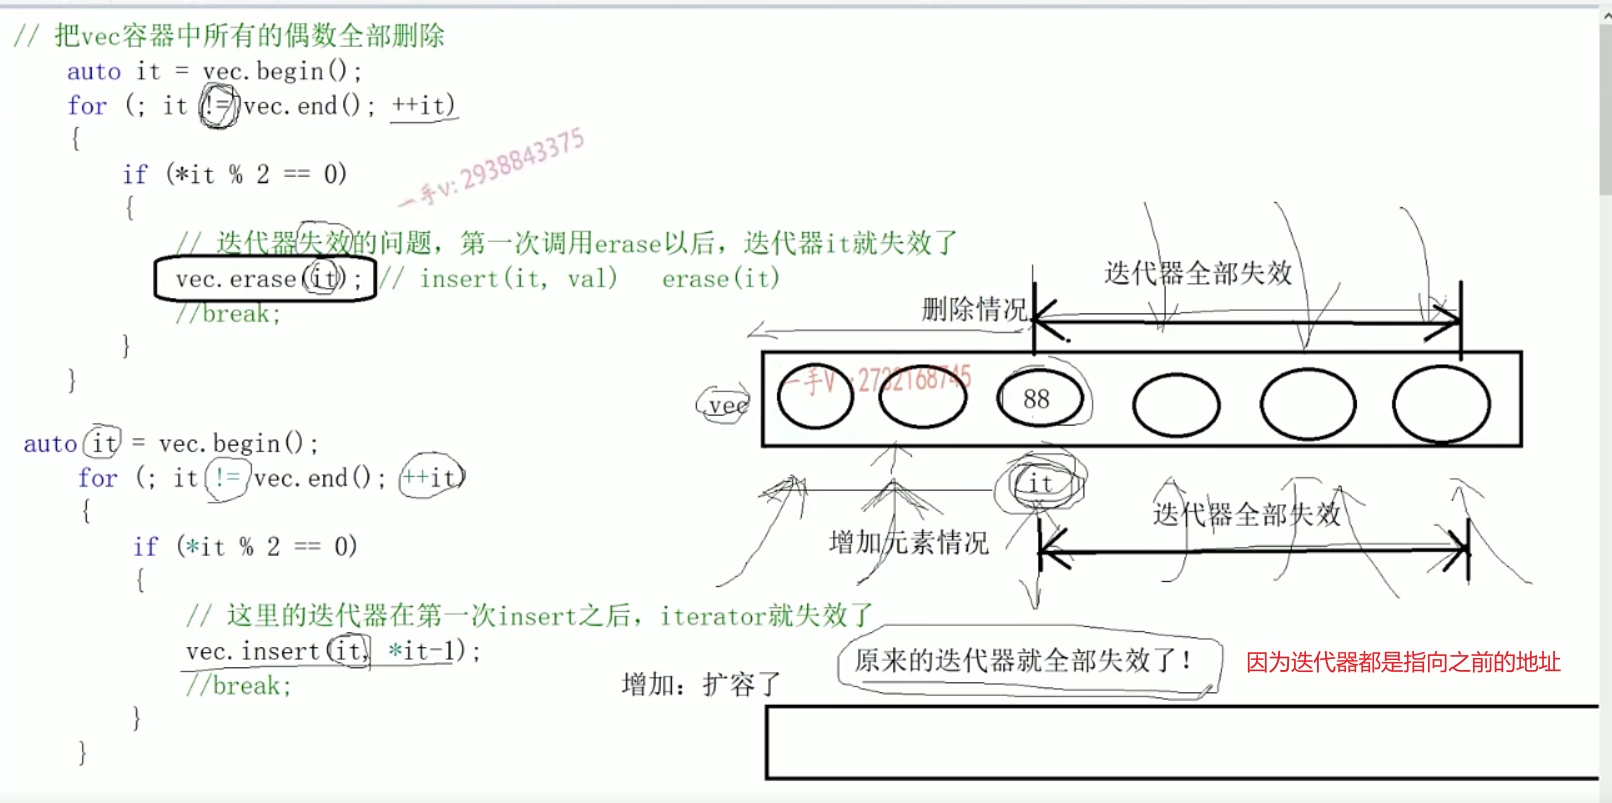 // 把vec容器中所有的偶数全部删除
auto it = vec.begin();
for (; it != vec.end(); ++it)
{
if (*it % 2 == 0)
{
// 迭代器失效的问题，第一次调用erase以后，迭代器it就失效了
vec.erase(it); // insert(it, val)   erase(it)
//break;
}
}
auto it = vec.begin();
for (; it != vec.end(); ++it)
{
if (*it % 2 == 0)
{
// 这里的迭代器在第一次insert之后，iterator就失效了
vec.insert(it, *it-1);
//break;
}
}
一手v: 2938843375
迭代器全部失效
删除情况
一手V :2732168745
vec
88
it
增加元素情况
迭代器全部失效
原来的迭代器就全部失效了！
因为迭代器都是指向之前的地址
增加：扩容了